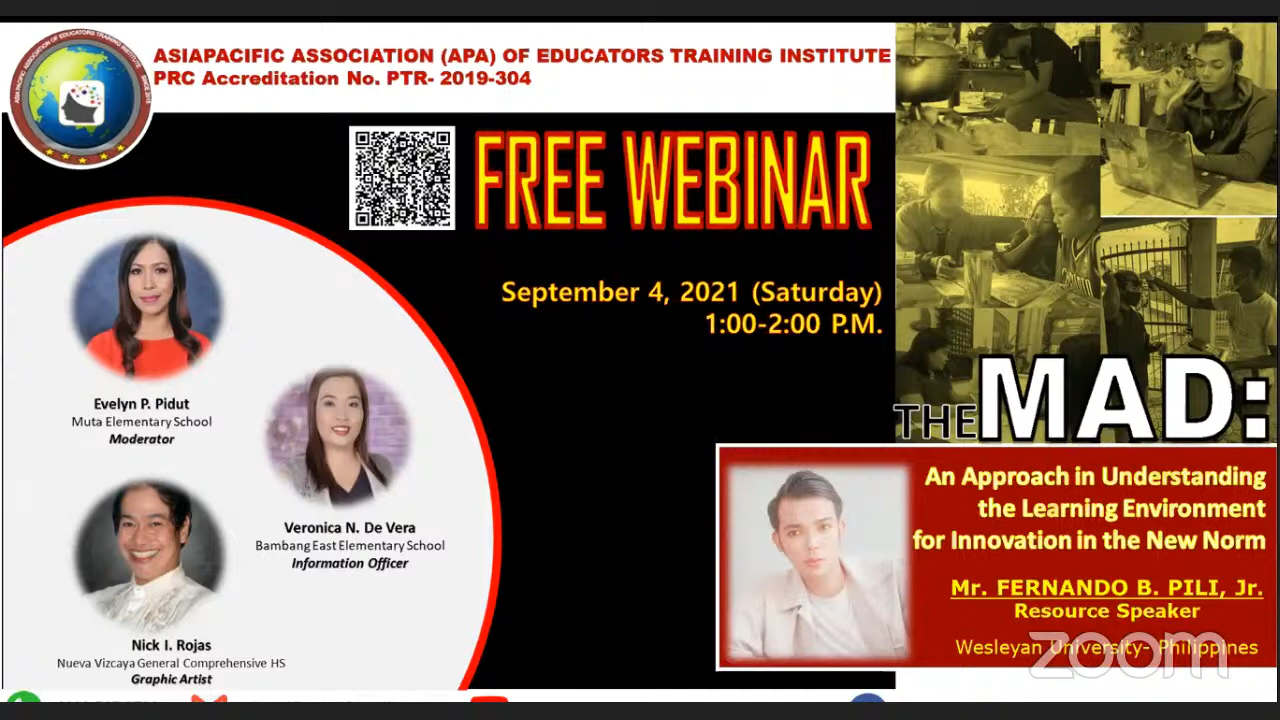 ASIAPACIFIC ASSOCIATION (APA) OF EDUCATORS TRAINING INSTITUTE
PRC Accreditation No. PTR- 2019-304
FREE WEBINAR
September 4, 2021 (Saturday)
1:00-2:00 P.M.
Evelyn P. Pidut
Muta Elementary School
Moderator
Veronica N. De Vera
Bambang East Elementary School
Information Officer
Nick I. Rojas
Nueva Vizcaya General Comprehensive HS
Graphic Artist
THE MAD:
An Approach in Understanding
the Learning Environment
for Innovation in the New Norm
Mr. FERNANDO B. PILI, Jr.
Resource Speaker
Wesleyan University- Philippines
zoom